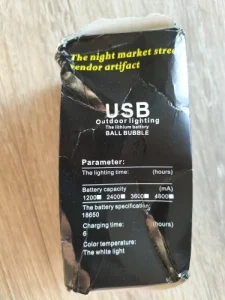 The night market stree
vendor artifact
USB
Outdoor lighting
The lithium battery
BALL BUBBLE
Parameter:
The lighting time: (hours)
Battery capacity (mA)
1200 2400 3600 4800
The battery specification:
18650
Charging time: (hours)
6
Color temperature:
The white light